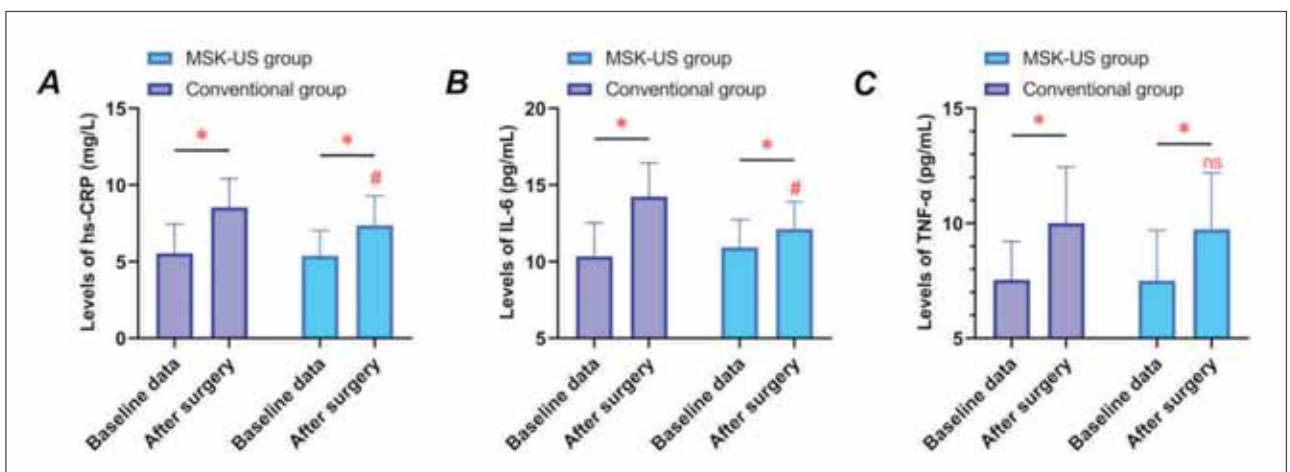 A
MSK-US group
Conventional group
Levels of hs-CRP (mg/L)
15
10
5
0
*
*
#
Baseline data
After surgery
Baseline data
After surgery
B
MSK-US group
Conventional group
Levels of IL-6 (pg/mL)
20
15
10
5
*
*
#
Baseline data
After surgery
Baseline data
After surgery
C
MSK-US group
Conventional group
Levels of TNF-α (pg/mL)
15
10
5
*
*
ns
Baseline data
After surgery
Baseline data
After surgery